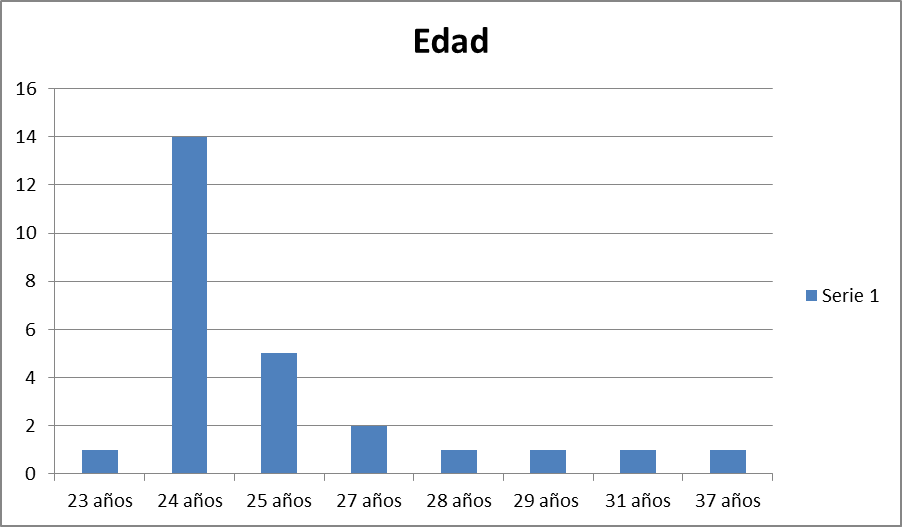 Edad
16
14
12
10
8
6
4
2
0
23 años
24 años
25 años
27 años
28 años
29 años
31 años
37 años
Serie 1